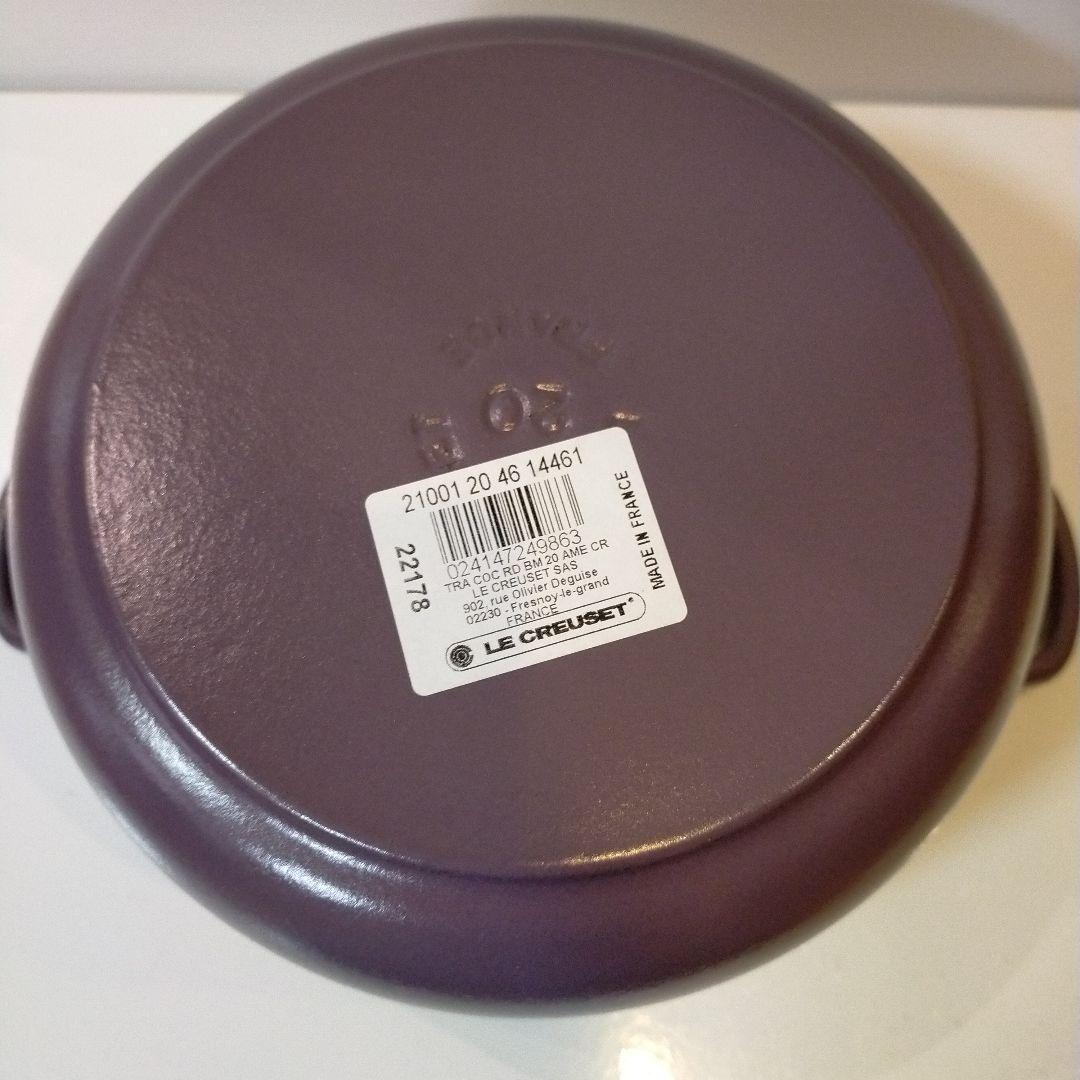 20
21001 20 46 14461
024147249863
TRA COC RD BM 20 AME CR
LE CREUSET SAS
902, rue Olivier Deguise
02230 - Fresnoy-le-grand
FRANCE
LE CREUSET
22178
MADE IN FRANCE